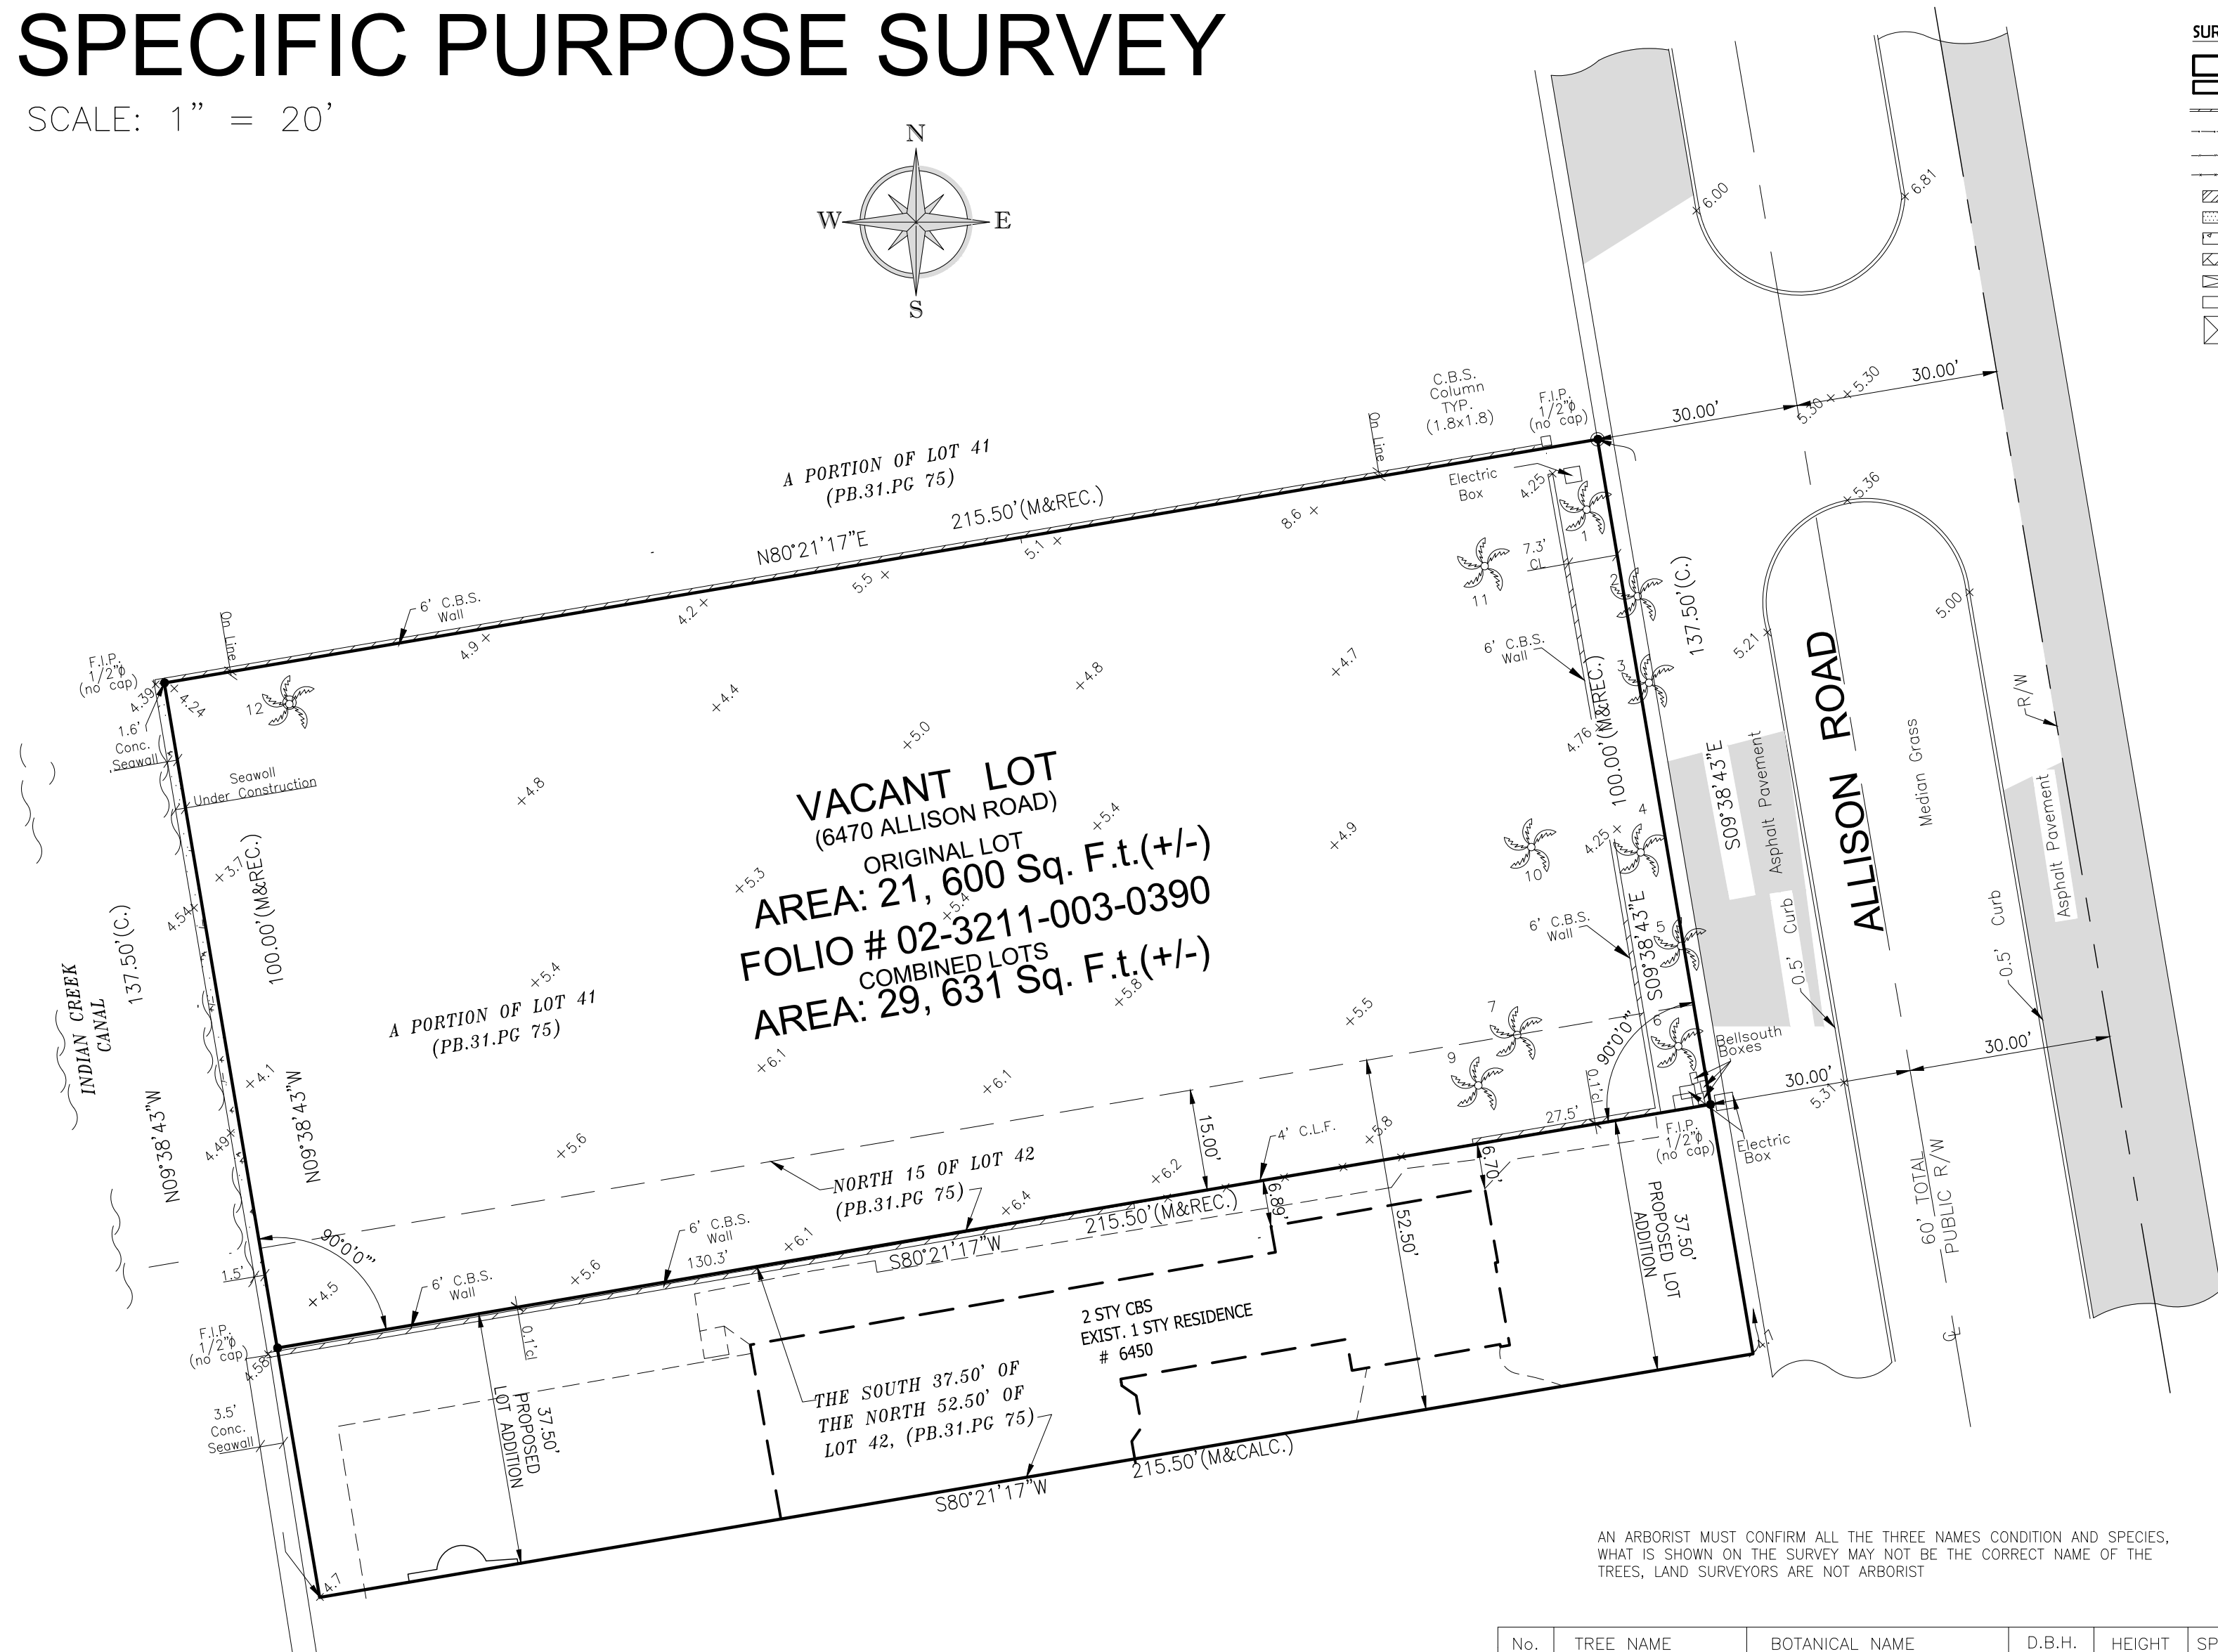 SPECIFIC PURPOSE SURVEY
SCALE: 1" = 20'
N
W
E
S
SUR
6.00
6.81
30.00'
30.00'
5.30
5.30
C.B.S.
Column
TYP.
(1.8x1.8)
F.I.P.
1/2"ϕ
(no cap)
On Line
A PORTION OF LOT 41
(PB.31.PG 75)
215.50'(M&REC.)
N80°21'17"E
Electric
Box
4.25
8.6
5.1
5.5
4.2
4.9
6' C.B.S.
Wall
On Line
F.I.P.
1/2"ϕ
(no cap)
4.39
4.24
1.6'
Conc.
Seawall
12
Seawoll
Under Construction
1
7.3'
CL
2
11
6' C.B.S.
Wall
3
137.50'(C.)
100.00'(M&REC.)
4.76
5.36
5.00
5.21
4.4
4.8
4.7
5.0
4.8
VACANT LOT
(6470 ALLISON ROAD)
ORIGINAL LOT
AREA: 21, 600 Sq. F.t.(+/-)
FOLIO # 02-3211-003-0390
COMBINED LOTS
AREA: 29, 631 Sq. F.t.(+/-)
5.4
4.9
5.3
5.4
5.8
5.5
5.4
3.7
4.54
100.00'(M&REC.)
137.50'(C.)
INDIAN CREEK
CANAL
N09°38'43"W
N09°38'43"W
A PORTION OF LOT 41
(PB.31.PG 75)
4.1
4.49
6.1
6.1
5.6
4
4.25
10
5
6' C.B.S.
Wall
S09°38'43"E
S09°38'43"E
6
7
9
90°0'0"
Asphalt Pavement
ALLISON ROAD
Median Grass
R/W
Asphalt Pavement
0.5' Curb
0.5' Curb
Bellsouth
Boxes
30.00'
30.00'
5.31
Electric
Box
F.I.P.
1/2"ϕ
(no cap)
0.1'cl
27.5'
5.8
4' C.L.F.
15.00'
NORTH 15 OF LOT 42
(PB.31.PG 75)
6.2
6.4
6.1
5.6
4.5
90°0'0"
1.5'
6' C.B.S.
Wall
130.3'
6' C.B.S.
Wall
215.50'(M&REC.)
S80°21'17"W
6.89'
6.70'
52.50'
37.50'
PROPOSED LOT
ADDITION
60' TOTAL
PUBLIC R/W
F.I.P.
1/2"ϕ
(no cap)
4.58
3.5'
Conc.
Seawall
0.1'cl
37.50'
PROPOSED
LOT ADDITION
2 STY CBS
EXIST. 1 STY RESIDENCE
# 6450
THE SOUTH 37.50' OF
THE NORTH 52.50' OF
LOT 42, (PB.31.PG 75)
4.7
4.7
215.50'(M&CALC.)
S80°21'17"W
AN ARBORIST MUST CONFIRM ALL THE THREE NAMES CONDITION AND SPECIES,
WHAT IS SHOWN ON THE SURVEY MAY NOT BE THE CORRECT NAME OF THE
TREES, LAND SURVEYORS ARE NOT ARBORIST
No. TREE NAME BOTANICAL NAME D.B.H. HEIGHT SP